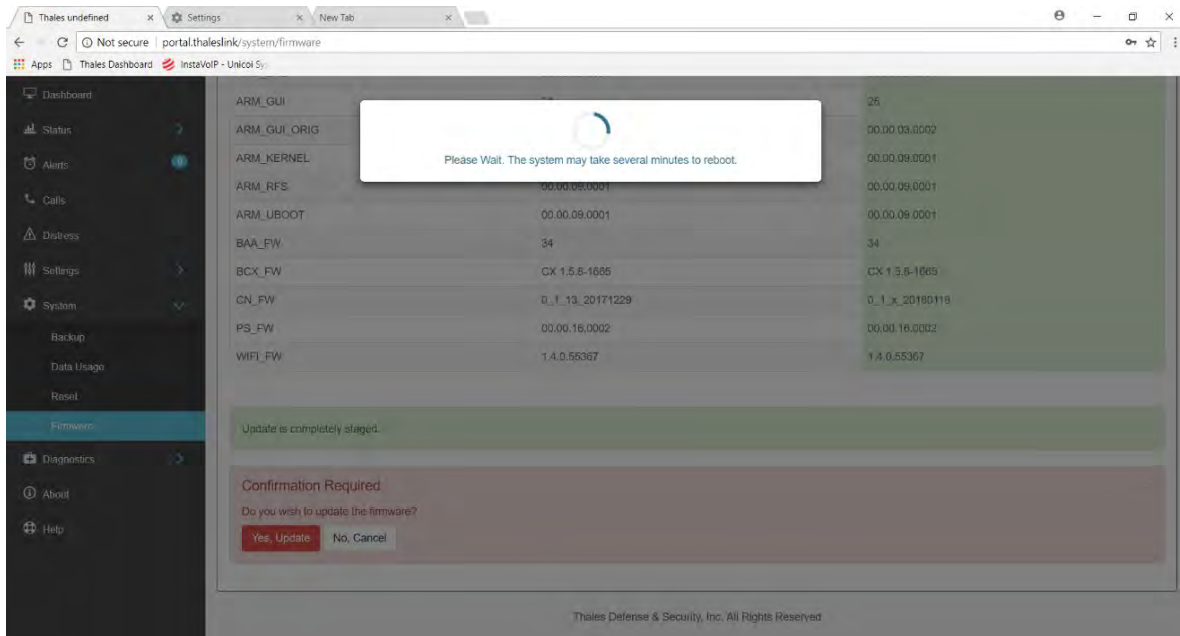 Thales undefined
Settings
New Tab
Not secure | portal.thaleslink/system/firmware
Apps Thales Dashboard InstaVoIP - Unicoi Sy
Dashboard
Status
Alerts 0
Calls
Distress
Settings
System
Backup
Data Usage
Reset
Firmware
Diagnostics
About
Help
ARM_GUI 26
ARM_GUI_ORIG 00.00.03.0002
ARM_KERNEL 00.00.09.0001
Please Wait. The system may take several minutes to reboot.
ARM_RFS 00.00.09.0001 00.00.09.0001
ARM_UBOOT 00.00.09.0001 00.00.09.0001
BAA_FW 34 34
BCX_FW CX 1.5.8-1665 CX 1.5.8-1665
CN_FW 0_1_13_20171229 0_1_x_20180118
PS_FW 00.00.16.0002 00.00.16.0002
WIFI_FW 1.4.0.55367 1.4.0.55367
Update is completely staged.
Confirmation Required
Do you wish to update the firmware?
Yes, Update No, Cancel
Thales Defense & Security, Inc. All Rights Reserved